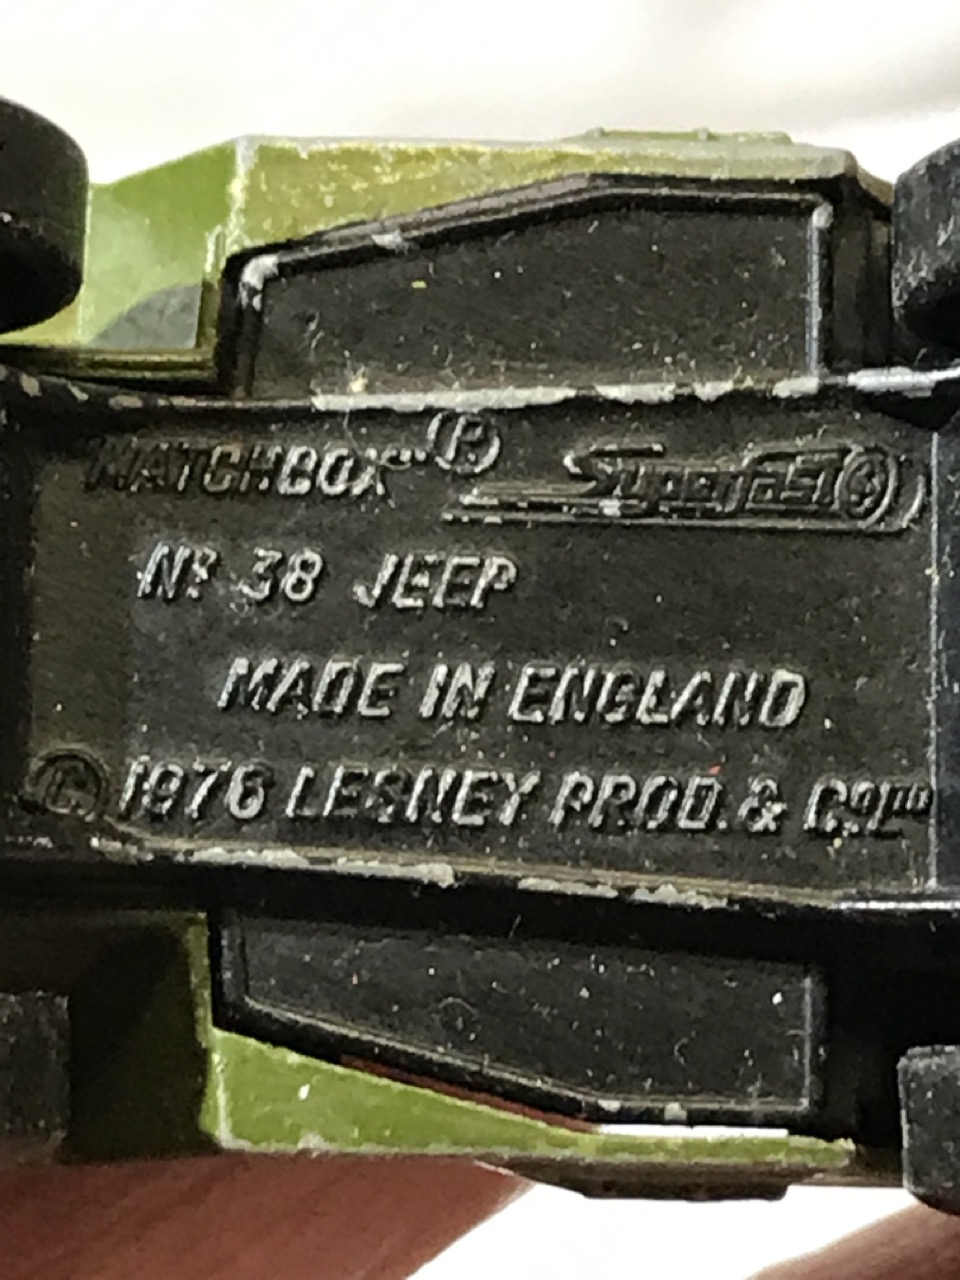 MATCHBOX ® Superfast ®
Nº 38 JEEP
MADE IN ENGLAND
© 1976 LESNEY PROD. & Cº Lᵀᴰ